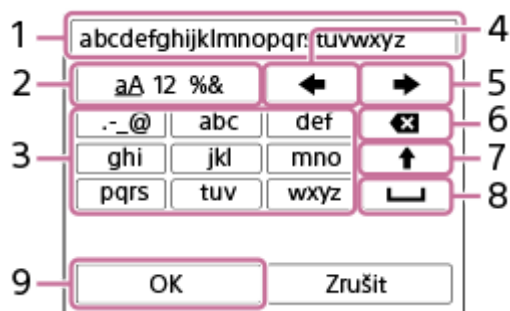 1 abcdefghijklmnopqrstuvwxyz 4
2 aA 12 %& 5
.-_@ abc def 6
3 ghi jkl mno 7
pqrs tuv wxyz 8
9 OK Zrušit